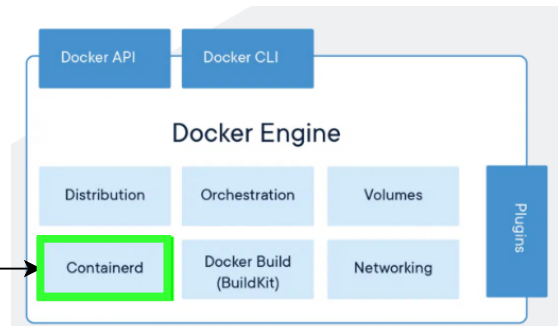 Docker API
Docker CLI
Docker Engine
Distribution
Orchestration
Volumes
Plugins
Containerd
Docker Build
(BuildKit)
Networking